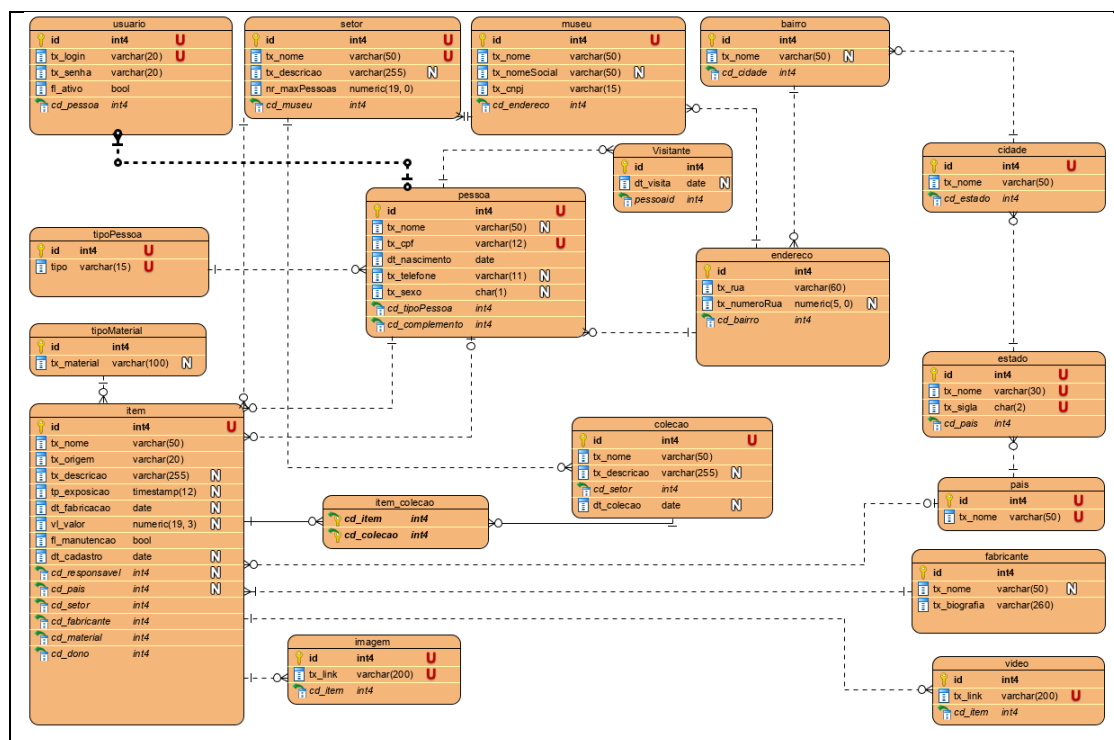 usuario
id int4 U
tx_login varchar(20) U
tx_senha varchar(20)
fl_ativo bool
cd_pessoa int4
setor
id int4 U
tx_nome varchar(50) U
tx_descricao varchar(255) N
nr_maxPessoas numeric(19, 0)
cd_museu int4
museu
id int4 U
tx_nome varchar(50)
tx_nomeSocial varchar(50) N
tx_cnpj varchar(15)
cd_endereco int4
bairro
id int4
tx_nome varchar(50) N
cd_cidade int4
Visitante
id int4
dt_visita date N
pessoaid int4
cidade
id int4 U
tx_nome varchar(50)
cd_estado int4
pessoa
id int4 U
tx_nome varchar(50) N
tx_cpf varchar(12) U
dt_nascimento date
tx_telefone varchar(11) N
tx_sexo char(1) N
cd_tipoPessoa int4
cd_complemento int4
tipoPessoa
id int4 U
tipo varchar(15) U
endereco
id int4
tx_rua varchar(60)
tx_numeroRua numeric(5, 0) N
cd_bairro int4
tipoMaterial
id int4
tx_material varchar(100) N
estado
id int4 U
tx_nome varchar(30) U
tx_sigla char(2) U
cd_pais int4
item
id int4 U
tx_nome varchar(50)
tx_origem varchar(20)
tx_descricao varchar(255) N
tp_exposicao timestamp(12) N
dt_fabricacao date N
vl_valor numeric(19, 3) N
fl_manutencao bool
dt_cadastro date N
cd_responsavel int4 N
cd_pais int4 N
cd_setor int4
cd_fabricante int4
cd_material int4
cd_dono int4
colecao
id int4 U
tx_nome varchar(50)
tx_descricao varchar(255) N
cd_setor int4
dt_colecao date N
item_colecao
cd_item int4
cd_colecao int4
pais
id int4 U
tx_nome varchar(50) U
fabricante
id int4
tx_nome varchar(50) N
tx_biografia varchar(260)
imagem
id int4 U
tx_link varchar(200) U
cd_item int4
video
id int4
tx_link varchar(200) U
cd_item int4